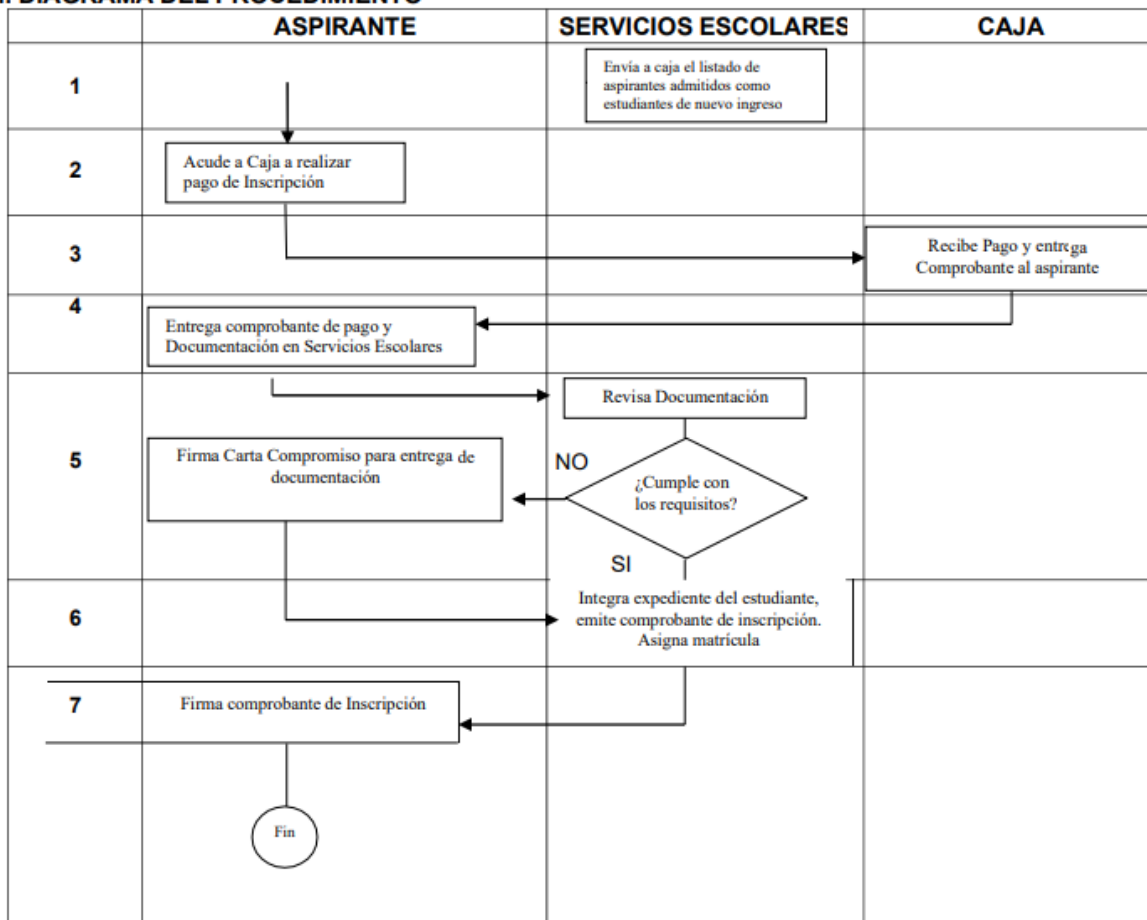 DIAGRAMA DEL PROCEDIMIENTO
ASPIRANTE
SERVICIOS ESCOLARES
CAJA
1
Envía a caja el listado de
aspirantes admitidos como
estudiantes de nuevo ingreso
2
Acude a Caja a realizar
pago de Inscripción
3
Recibe Pago y entrega
Comprobante al aspirante
4
Entrega comprobante de pago y
Documentación en Servicios Escolares
5
Revisa Documentación
Firma Carta Compromiso para entrega de
documentación
NO
¿Cumple con
los requisitos?
SI
6
Integra expediente del estudiante,
emite comprobante de inscripción.
Asigna matrícula
7
Firma comprobante de Inscripción
Fin